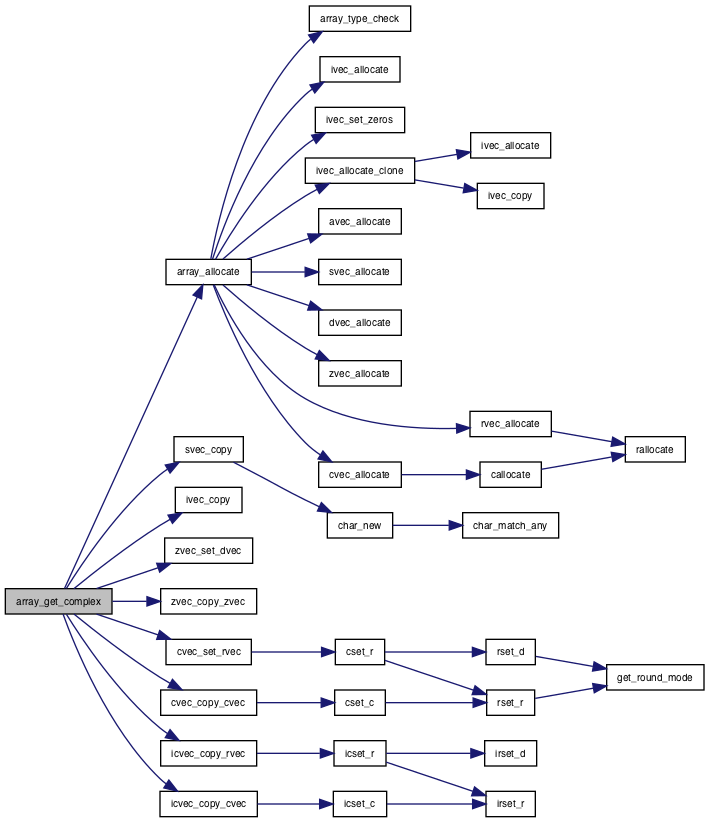 array_type_check
ivec_allocate
ivec_set_zeros
ivec_allocate
ivec_allocate_clone
ivec_copy
avec_allocate
array_allocate
svec_allocate
dvec_allocate
zvec_allocate
rvec_allocate
svec_copy
rallocate
cvec_allocate
callocate
ivec_copy
char_new
char_match_any
zvec_set_dvec
array_get_complex
zvec_copy_zvec
cvec_set_rvec
cset_r
rset_d
get_round_mode
cvec_copy_cvec
cset_c
rset_r
icvec_copy_rvec
icset_r
irset_d
icvec_copy_cvec
icset_c
irset_r